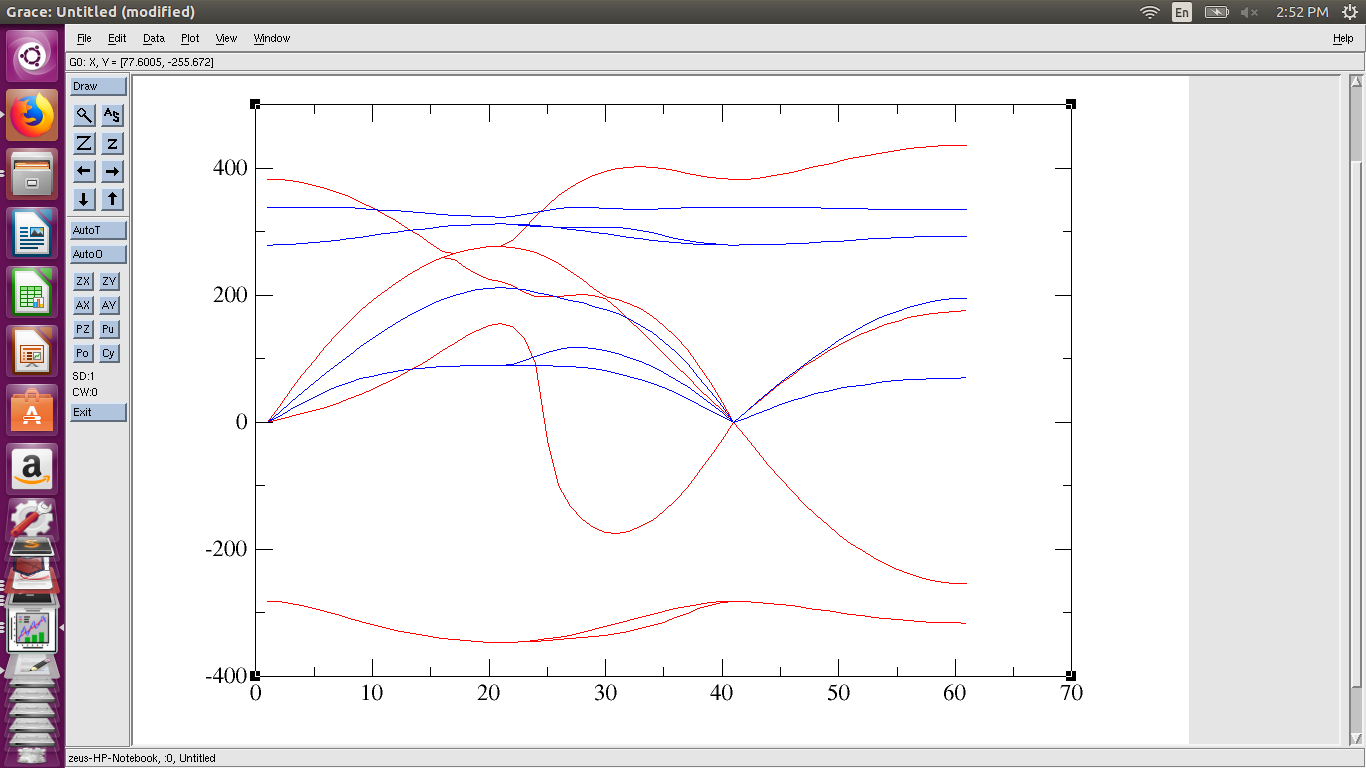 Grace: Untitled (modified)
En
2:52 PM
File Edit Data Plot View Window Help
G0: X, Y = [77.6005, -255.672]
Draw
AS
Z z
AutoT
AutoO
ZX ZY
AX AY
PZ Pu
Po Cy
SD:1
CW:0
Exit
400
200
0
-200
-400
0 10 20 30 40 50 60 70
A
a
S
zeus-HP-Notebook, :0, Untitled